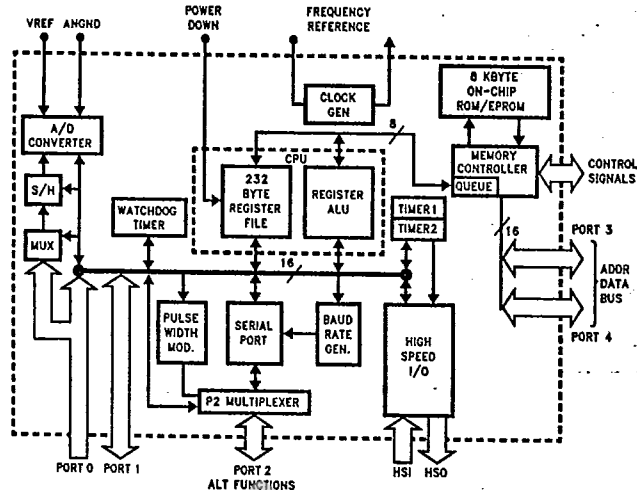 VREF ANGND
POWER
DOWN
FREQUENCY
REFERENCE
CLOCK
GEN
8 KBYTE
ON-CHIP
ROM/EPROM
A/D
CONVERTER
8
CPU
MEMORY
CONTROLLER
QUEUE
CONTROL
SIGNALS
S/H
232
BYTE
REGISTER
FILE
REGISTER
ALU
WATCHDOG
TIMER
TIMER1
TIMER2
MUX
16
16
PORT 3
ADDR
DATA
BUS
PORT 4
PULSE
WIDTH
MOD.
SERIAL
PORT
BAUD
RATE
GEN.
HIGH
SPEED
I/O
P2 MULTIPLEXER
PORT 0 PORT 1
PORT 2
ALT FUNCTIONS
HSI HSO